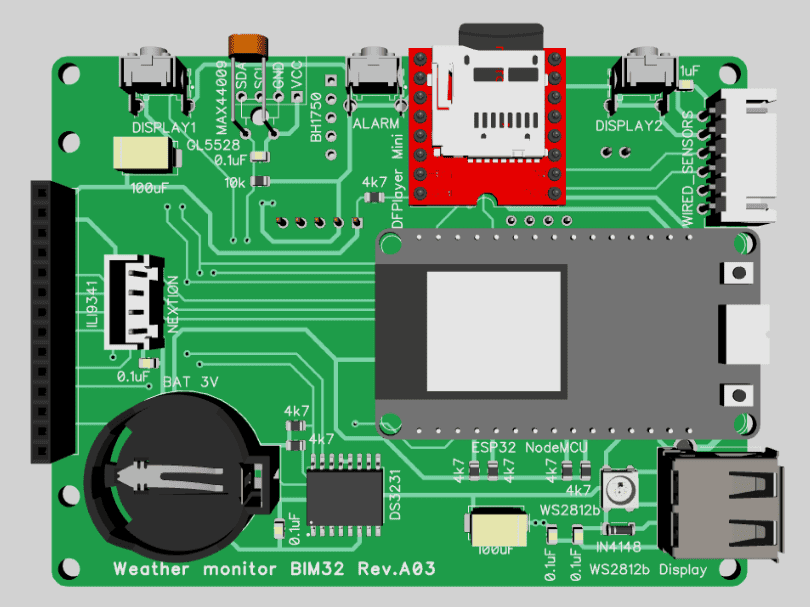 1uF
DISPLAY1
MAX44009
SDA
SCL
GND
VCC
BH1750
ALARM
DISPLAY2
WIRED_SENSORS
GL5528
0.1uF
10k
100uF
4k7
DFPlayer Mini
ILI9341
NEXTION
0.1uF
BAT 3V
4k7
4k7
ESP32 NodeMCU
4k7
4k7
4k7
4k7
DS3231
WS2812b
0.1uF
100uF
0.1uF
0.1uF
IN4148
WS2812b Display
Weather monitor BIM32 Rev.A03